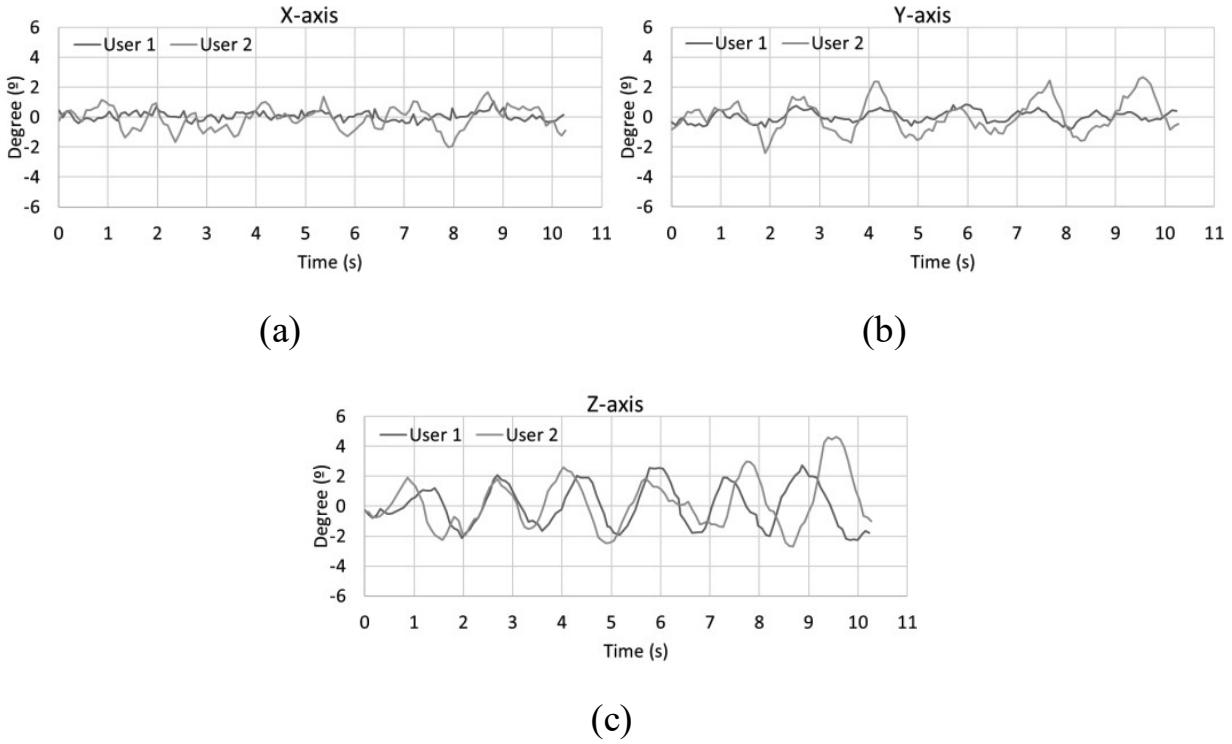 X-axis
User 1 User 2
Degree (º)
6
4
2
0
-2
-4
-6
0 1 2 3 4 5 6 7 8 9 10 11
Time (s)
(a)
Y-axis
User 1 User 2
Degree (º)
6
4
2
0
-2
-4
-6
0 1 2 3 4 5 6 7 8 9 10 11
Time (s)
(b)
Z-axis
User 1 User 2
Degree (º)
6
4
2
0
-2
-4
-6
0 1 2 3 4 5 6 7 8 9 10 11
Time (s)
(c)